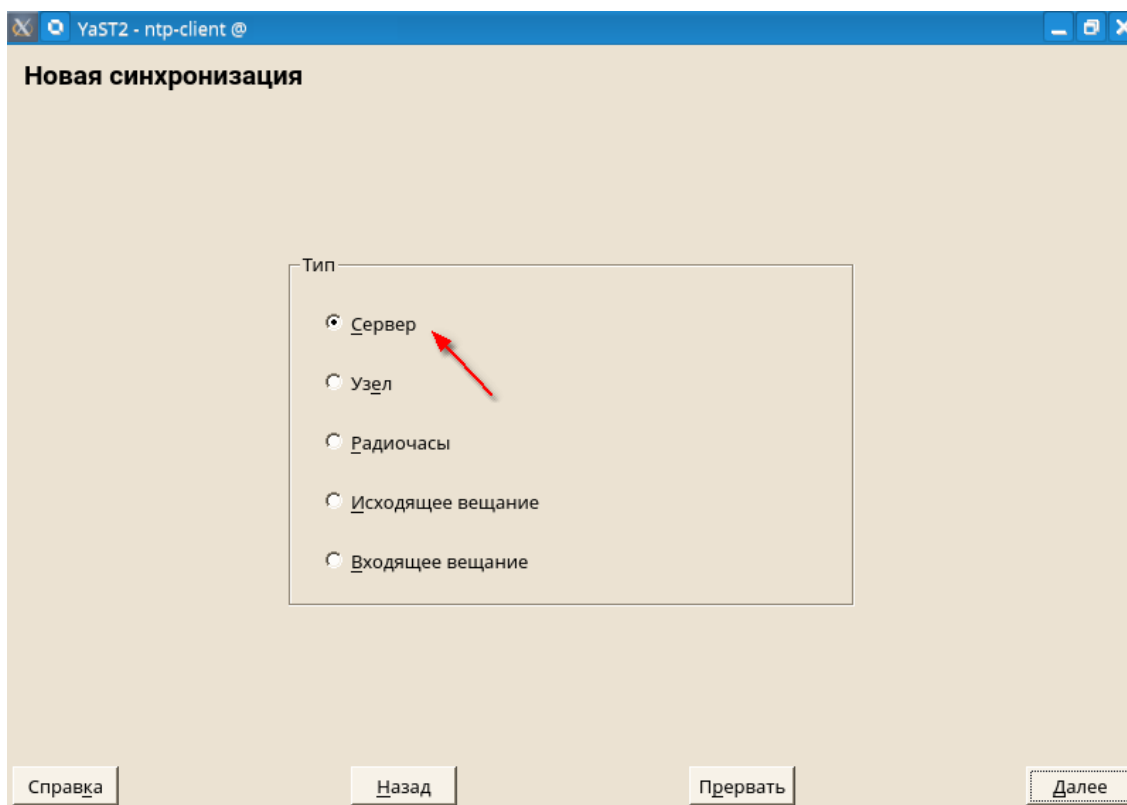 YaST2 - ntp-client @
Новая синхронизация
Тип
Сервер
Узел
Радиочасы
Исходящее вещание
Входящее вещание
Справка Назад Прервать Далее